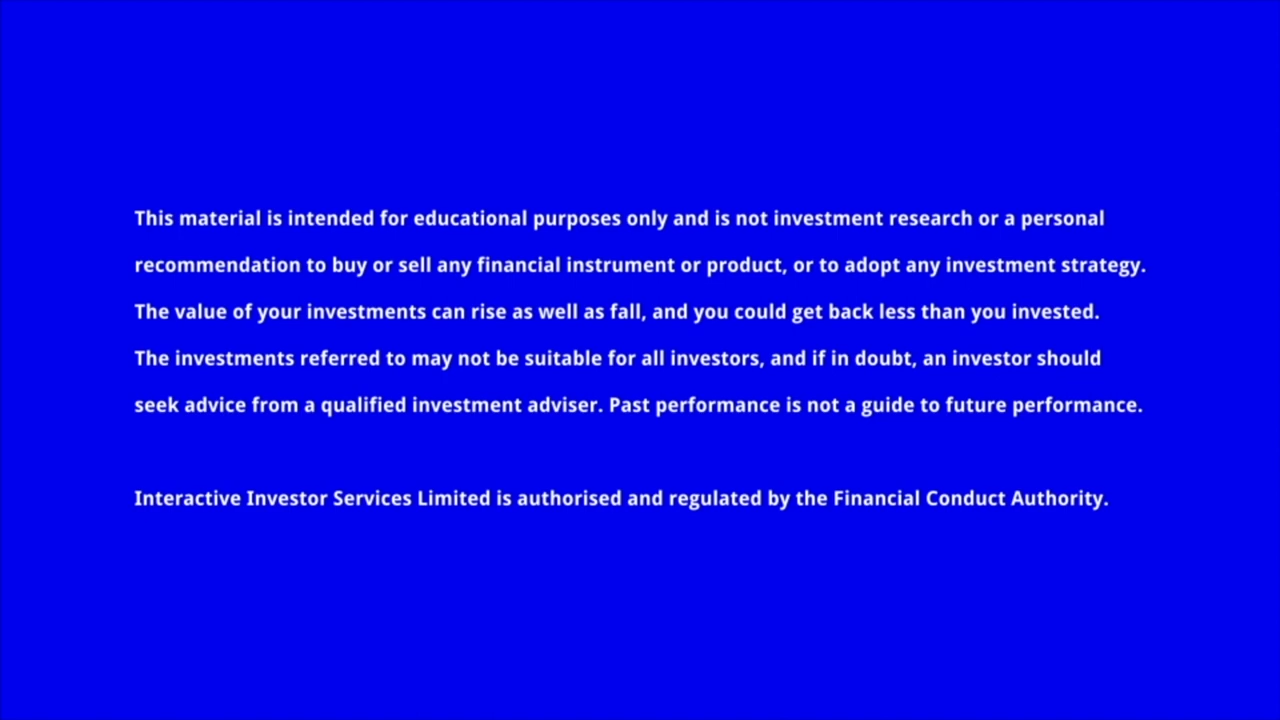 This material is intended for educational purposes only and is not investment research or a personal
recommendation to buy or sell any financial instrument or product, or to adopt any investment strategy.
The value of your investments can rise as well as fall, and you could get back less than you invested.
The investments referred to may not be suitable for all investors, and if in doubt, an investor should
seek advice from a qualified investment adviser. Past performance is not a guide to future performance.
Interactive Investor Services Limited is authorised and regulated by the Financial Conduct Authority.